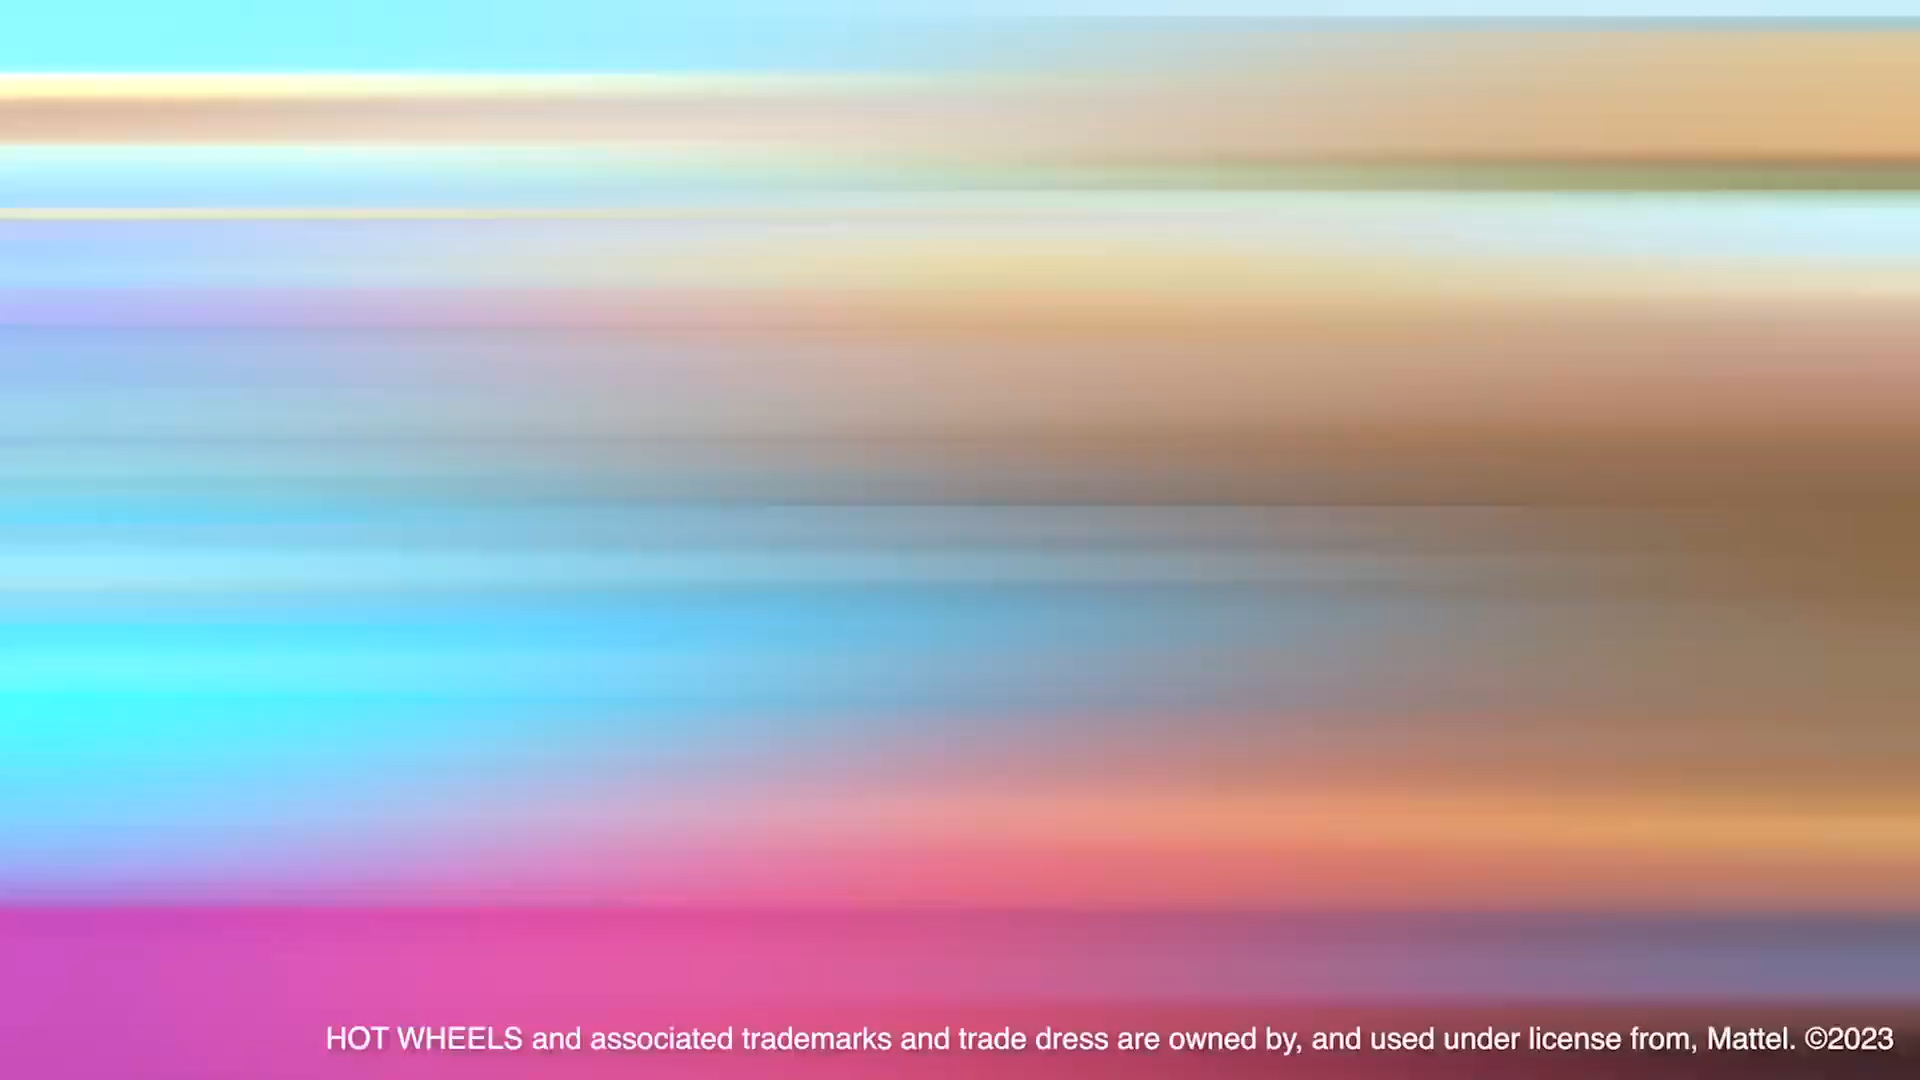 HOT WHEELS and associated trademarks and trade dress are owned by, and used under license from, Mattel. ©2023